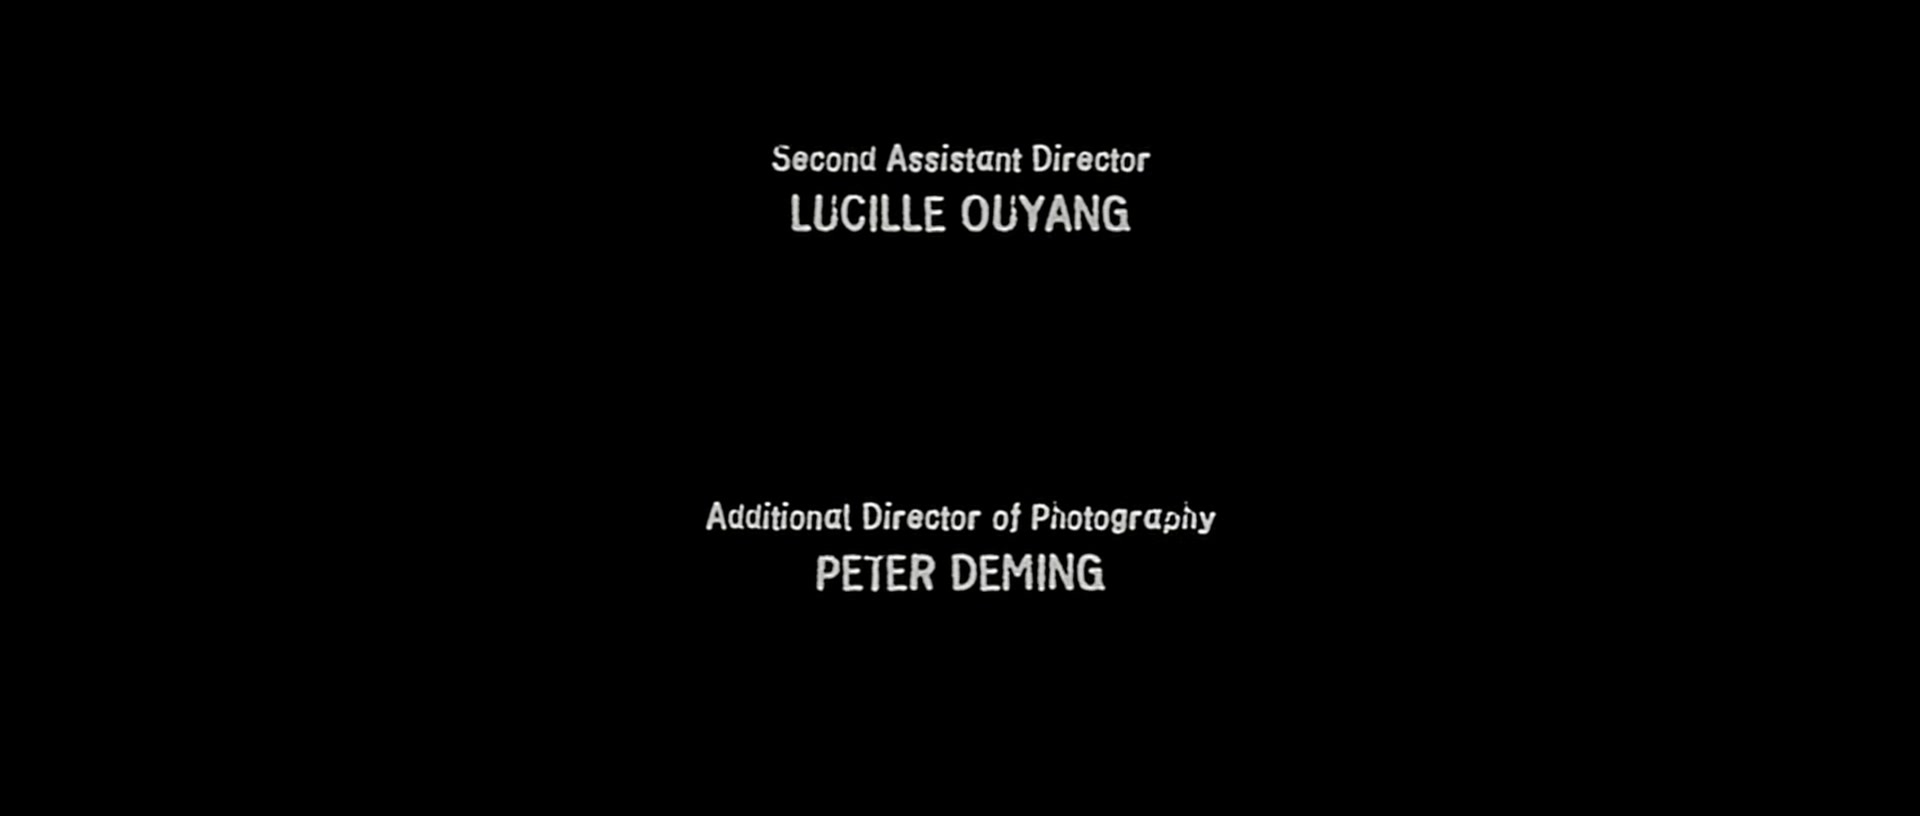 Second Assistant Director
LUCILLE OUYANG
Additional Director of Photography
PETER DEMING